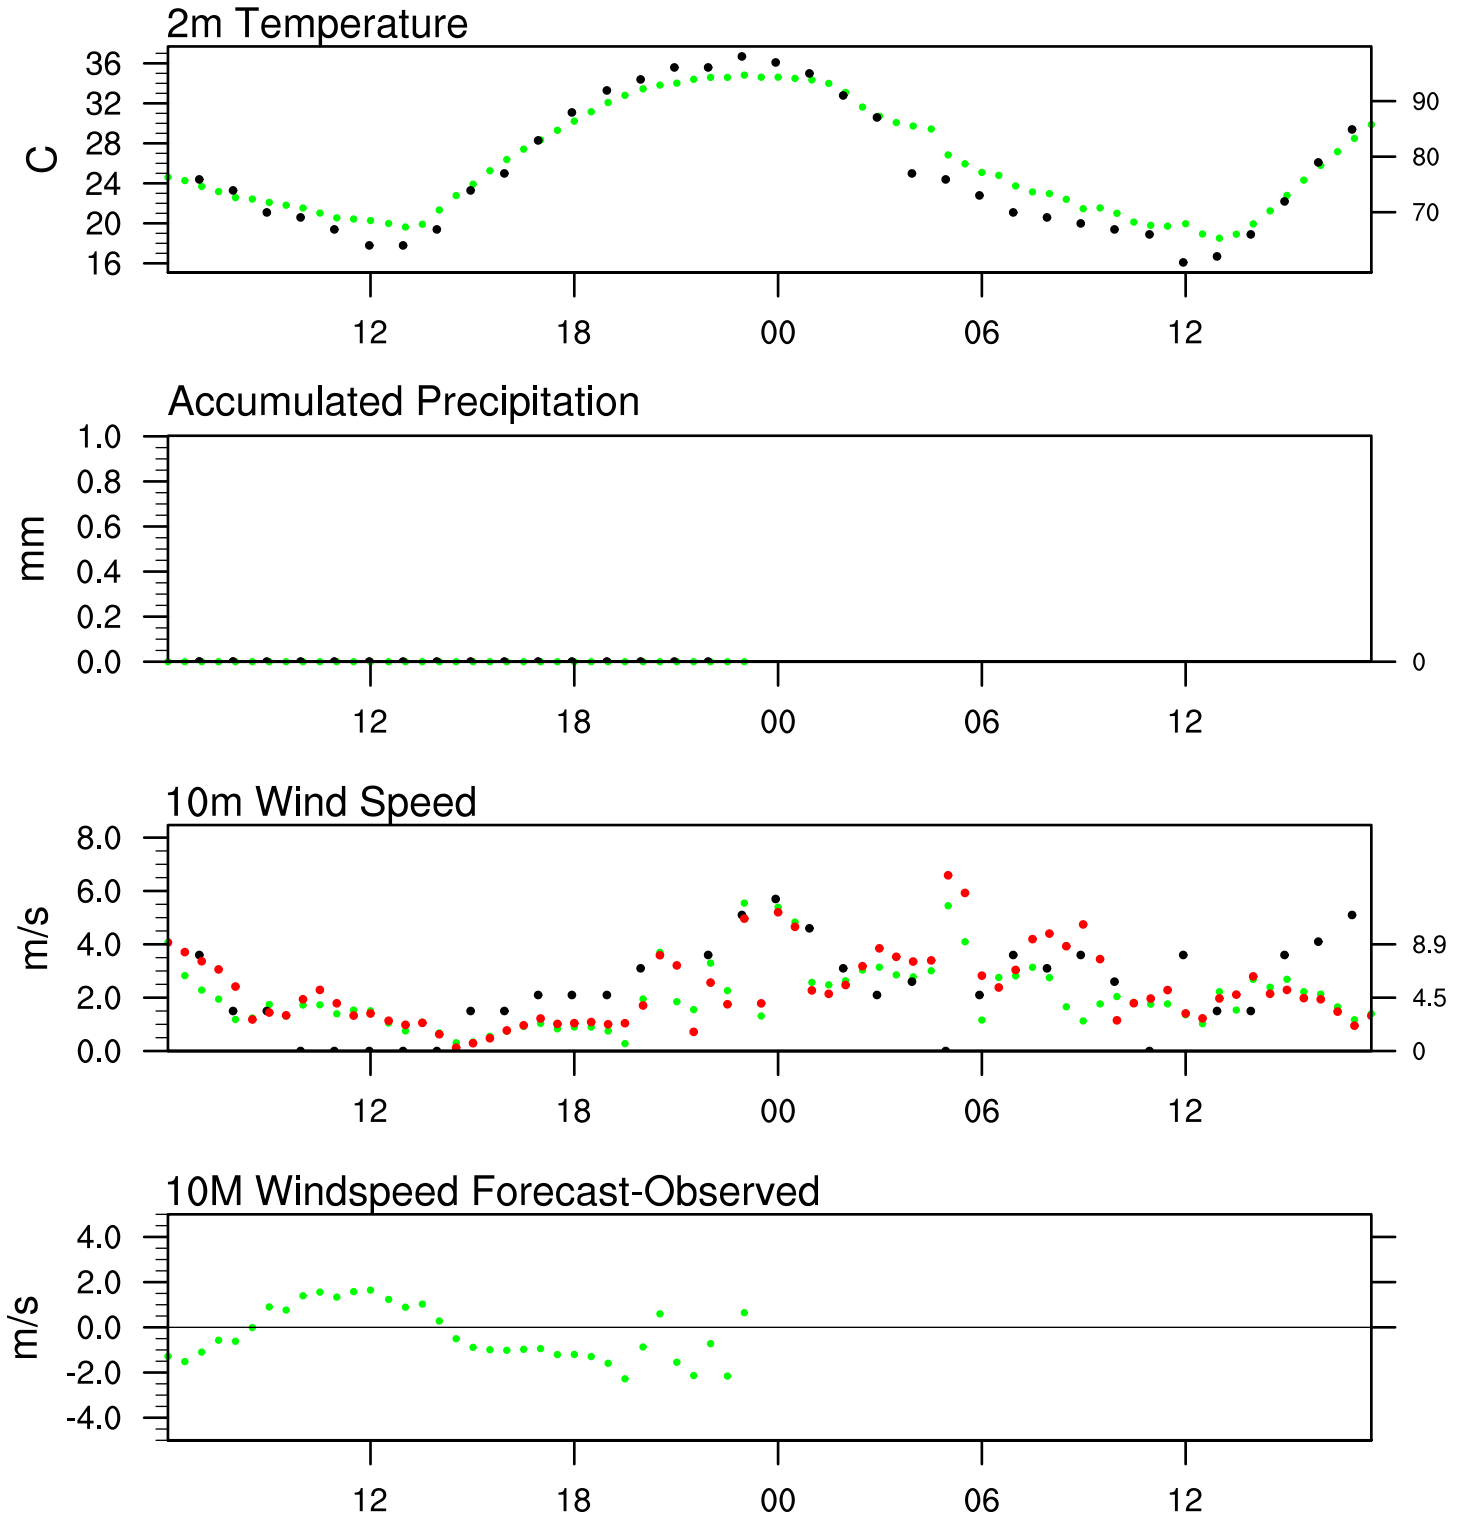 2m Temperature
36
32
28
24
20
16
C
90
80
70
12 18 00 06 12
Accumulated Precipitation
1.0
0.8
0.6
0.4
0.2
0.0
mm
0
12 18 00 06 12
10m Wind Speed
8.0
6.0
4.0
2.0
0.0
m/s
8.9
4.5
0
12 18 00 06 12
10M Windspeed Forecast-Observed
4.0
2.0
0.0
-2.0
-4.0
m/s
12 18 00 06 12